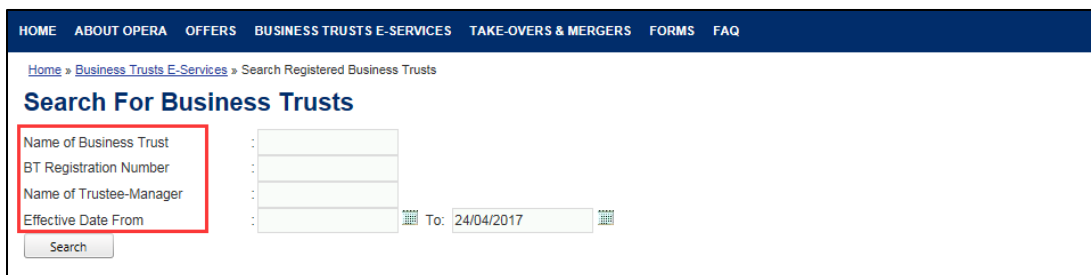 HOME ABOUT OPERA OFFERS BUSINESS TRUSTS E-SERVICES TAKE-OVERS & MERGERS FORMS FAQ
Home » Business Trusts E-Services » Search Registered Business Trusts
Search For Business Trusts
Name of Business Trust :
BT Registration Number :
Name of Trustee-Manager :
Effective Date From : To: 24/04/2017
Search